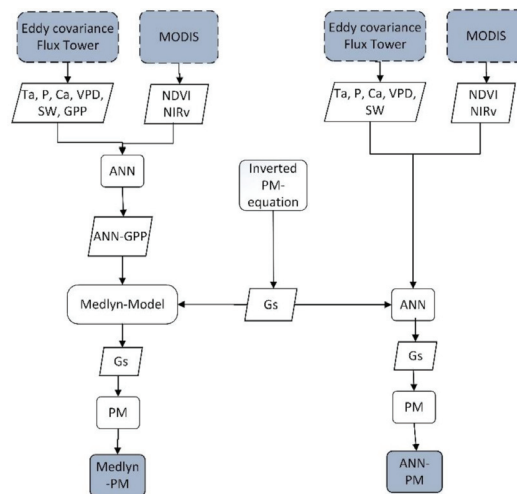 Eddy covariance
Flux Tower
MODIS
Ta, P, Ca, VPD,
SW, GPP
NDVI
NIRv
ANN
ANN-GPP
Medlyn-Model
Gs
PM
Medlyn
-PM
Inverted
PM-
equation
Gs
Eddy covariance
Flux Tower
MODIS
Ta, P, Ca, VPD,
SW
NDVI
NIRv
ANN
Gs
PM
ANN-
PM